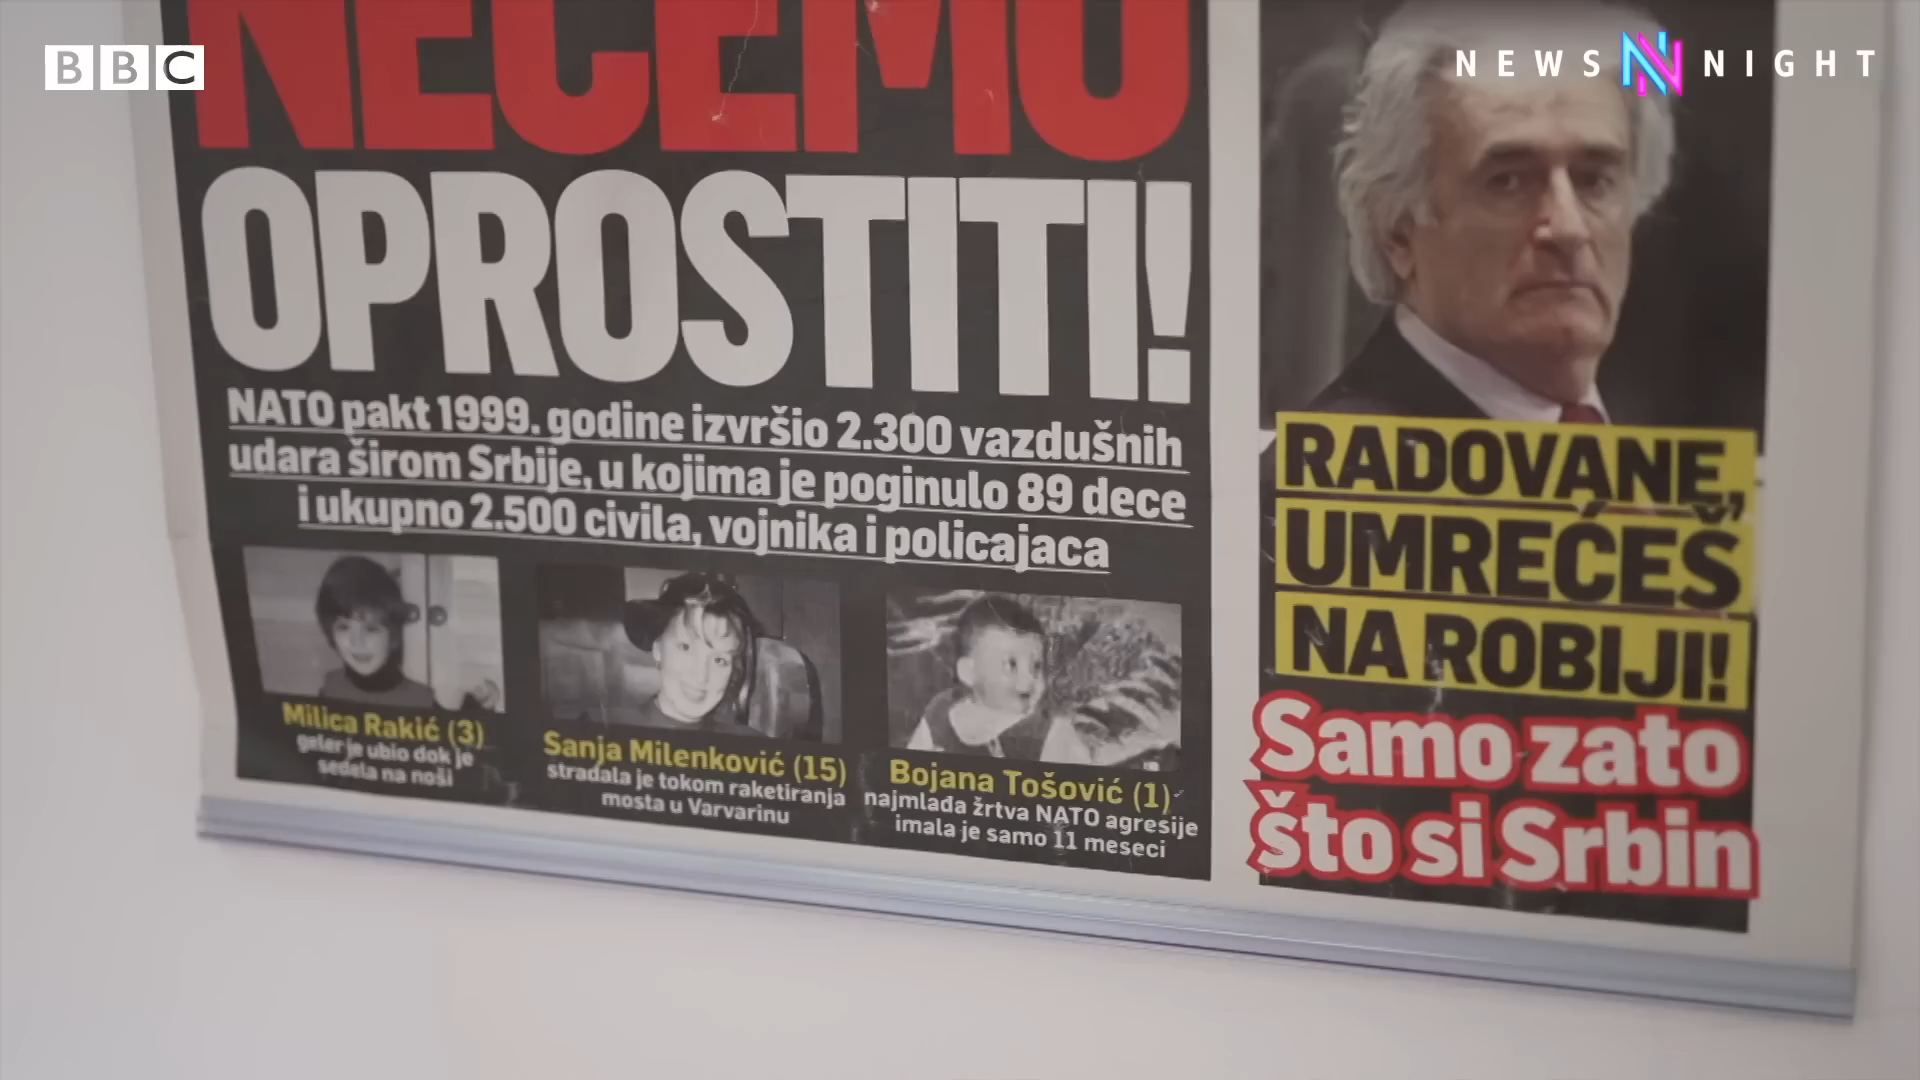 BBC
NEWS NIGHT
NEĆEMO
OPROSTITI!
NATO pakt 1999. godine izvršio 2.300 vazdušnih
udara širom Srbije, u kojima je poginulo 89 dece
i ukupno 2.500 civila, vojnika i policajaca
Milica Rakić (3)
geler je ubio dok je
sedela na noši
Sanja Milenković (15)
stradala je tokom raketiranja
mosta u Varvarinu
Bojana Tošović (1)
najmlađa žrtva NATO agresije
imala je samo 11 meseci
RADOVANE,
UMREĆEŠ
NA ROBIJI!
Samo zato
što si Srbin